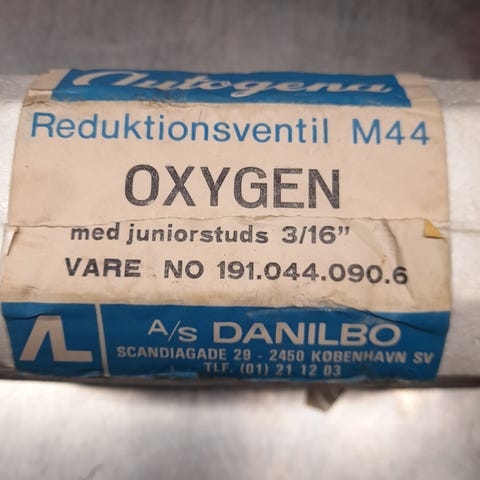 Autogena
Reduktionsventil M44
OXYGEN
med juniorstuds 3/16”
VARE NO 191.044.090.6
A/s DANILBO
SCANDIAGADE 29 - 2450 KØBENHAVN SV
TLF. (01) 21 12 03